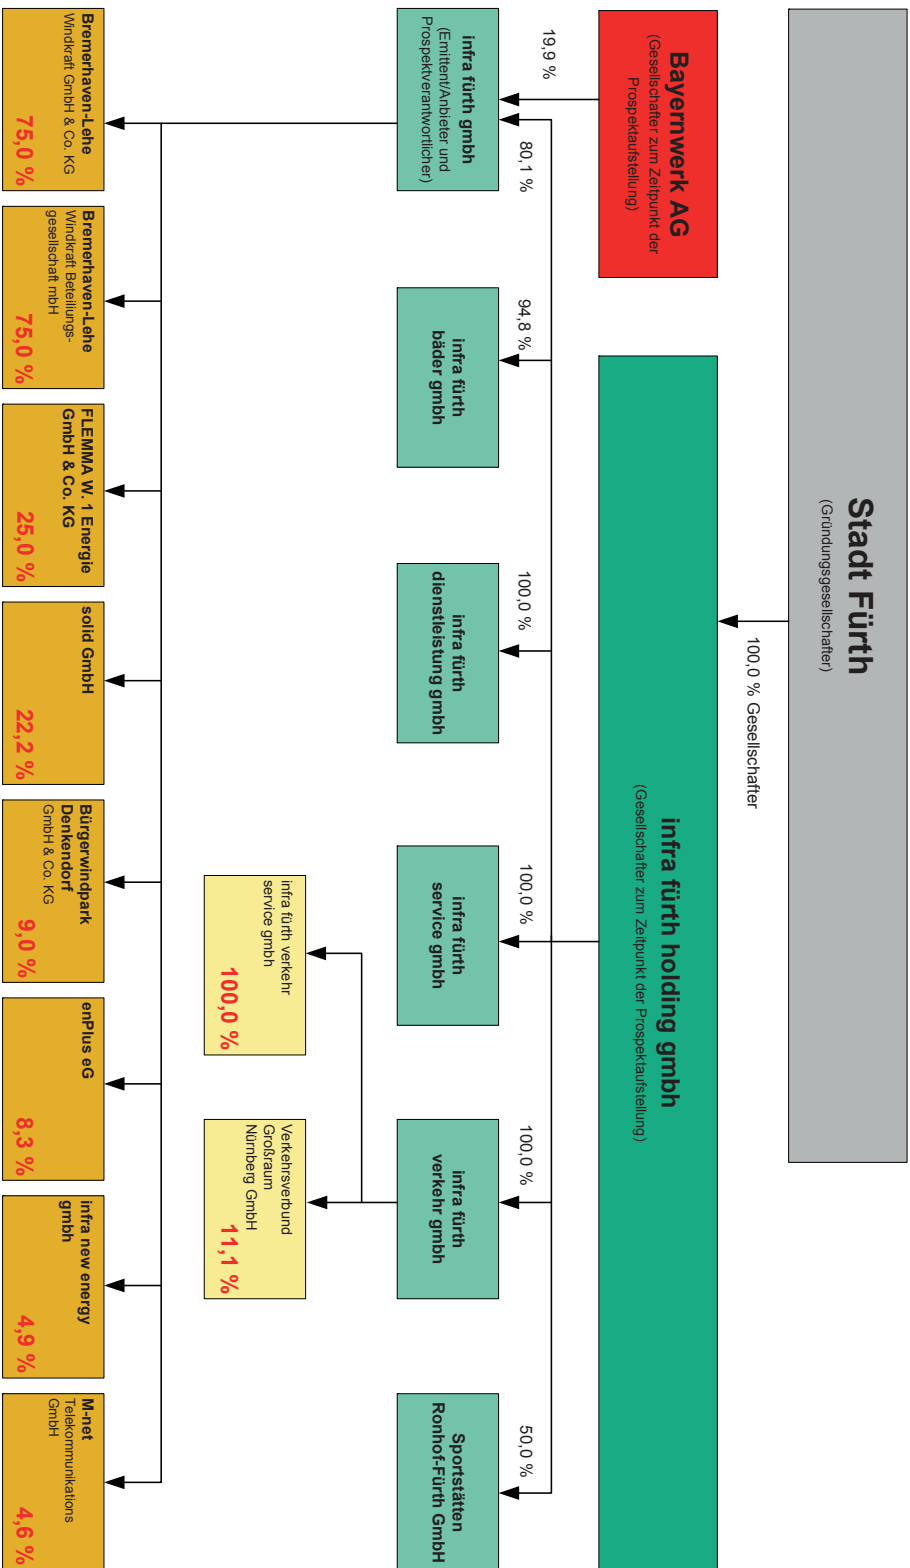 Stadt Fürth
(Gründungsgesellschafter)
100,0 % Gesellschafter
Bayernwerk AG
(Gesellschafter zum Zeitpunkt der
Prospektaufstellung)
infra fürth holding gmbh
(Gesellschafter zum Zeitpunkt der Prospektaufstellung)
19,9 %
80,1 %
94,8 %
100,0 %
100,0 %
100,0 %
50,0 %
infra fürth gmbh
(Emittent/Anbieter und
Prospektverantwortlicher)
infra fürth
bäder gmbh
infra fürth
dienstleistung gmbh
infra fürth
service gmbh
infra fürth
verkehr gmbh
Sportstätten
Ronhof-Fürth GmbH
infra fürth verkehr
service gmbh
100,0 %
Verkehrsverbund
Großraum
Nürnberg GmbH
11,1 %
Bremerhaven-Lehe
Windkraft GmbH & Co. KG
75,0 %
Bremerhaven-Lehe
Windkraft Beteiligungs-
gesellschaft mbH
75,0 %
FLEMMA W. 1 Energie
GmbH & Co. KG
25,0 %
solid GmbH
22,2 %
Bürgerwindpark
Denkendorf
GmbH & Co. KG
9,0 %
enPlus eG
8,3 %
infra new energy
gmbh
4,9 %
M-net
Telekommunikations
GmbH
4,6 %